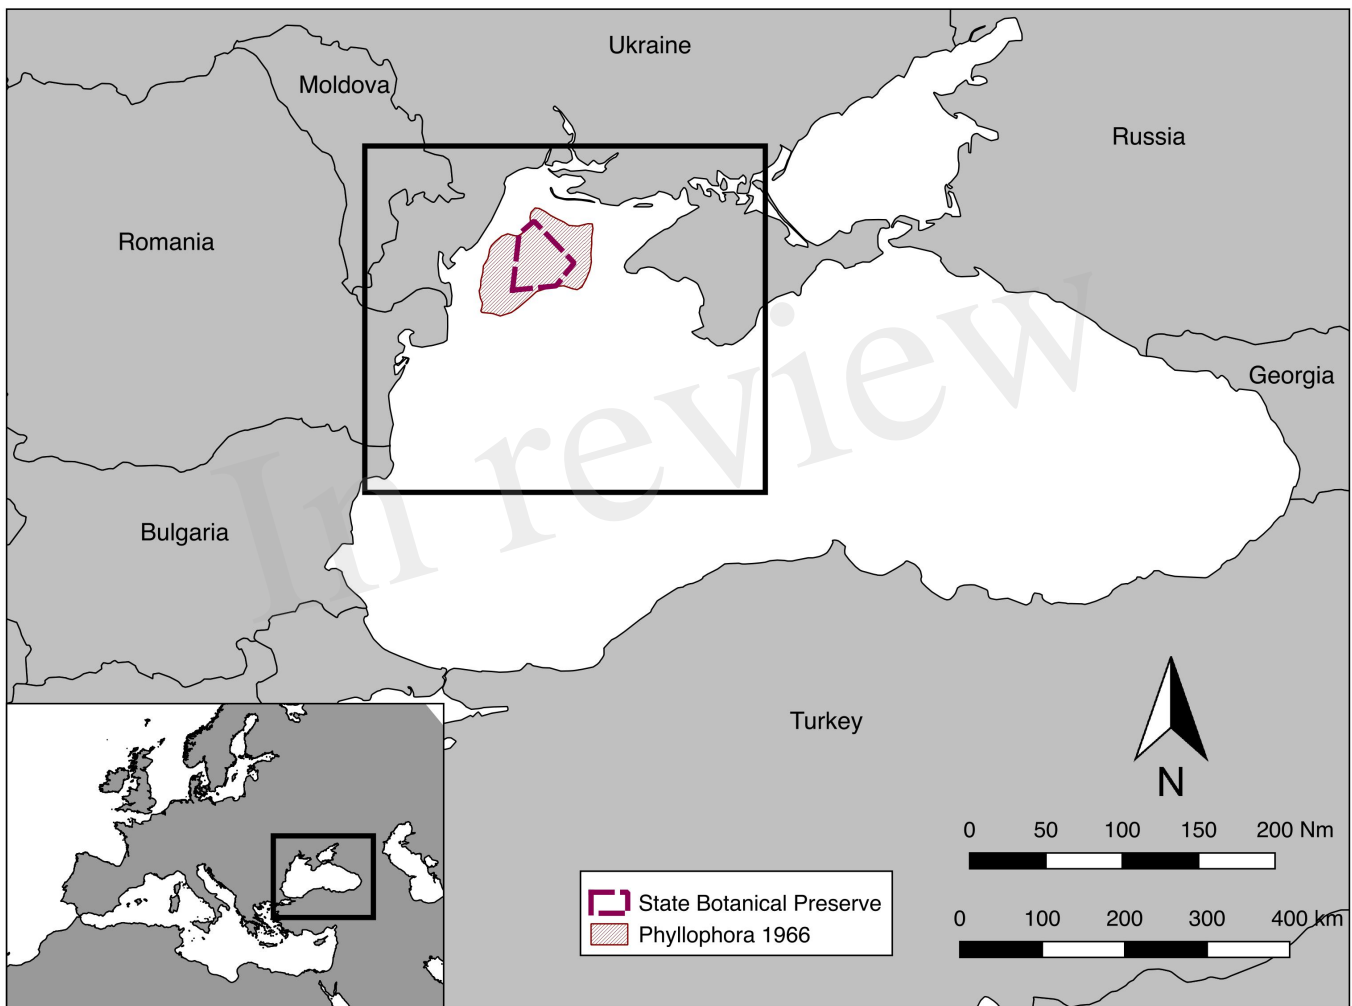 Ukraine
Moldova
Russia
Romania
Georgia
In review
Bulgaria
Turkey
N
0 50 100 150 200 Nm
State Botanical Preserve
Phyllophora 1966
0 100 200 300 400 km